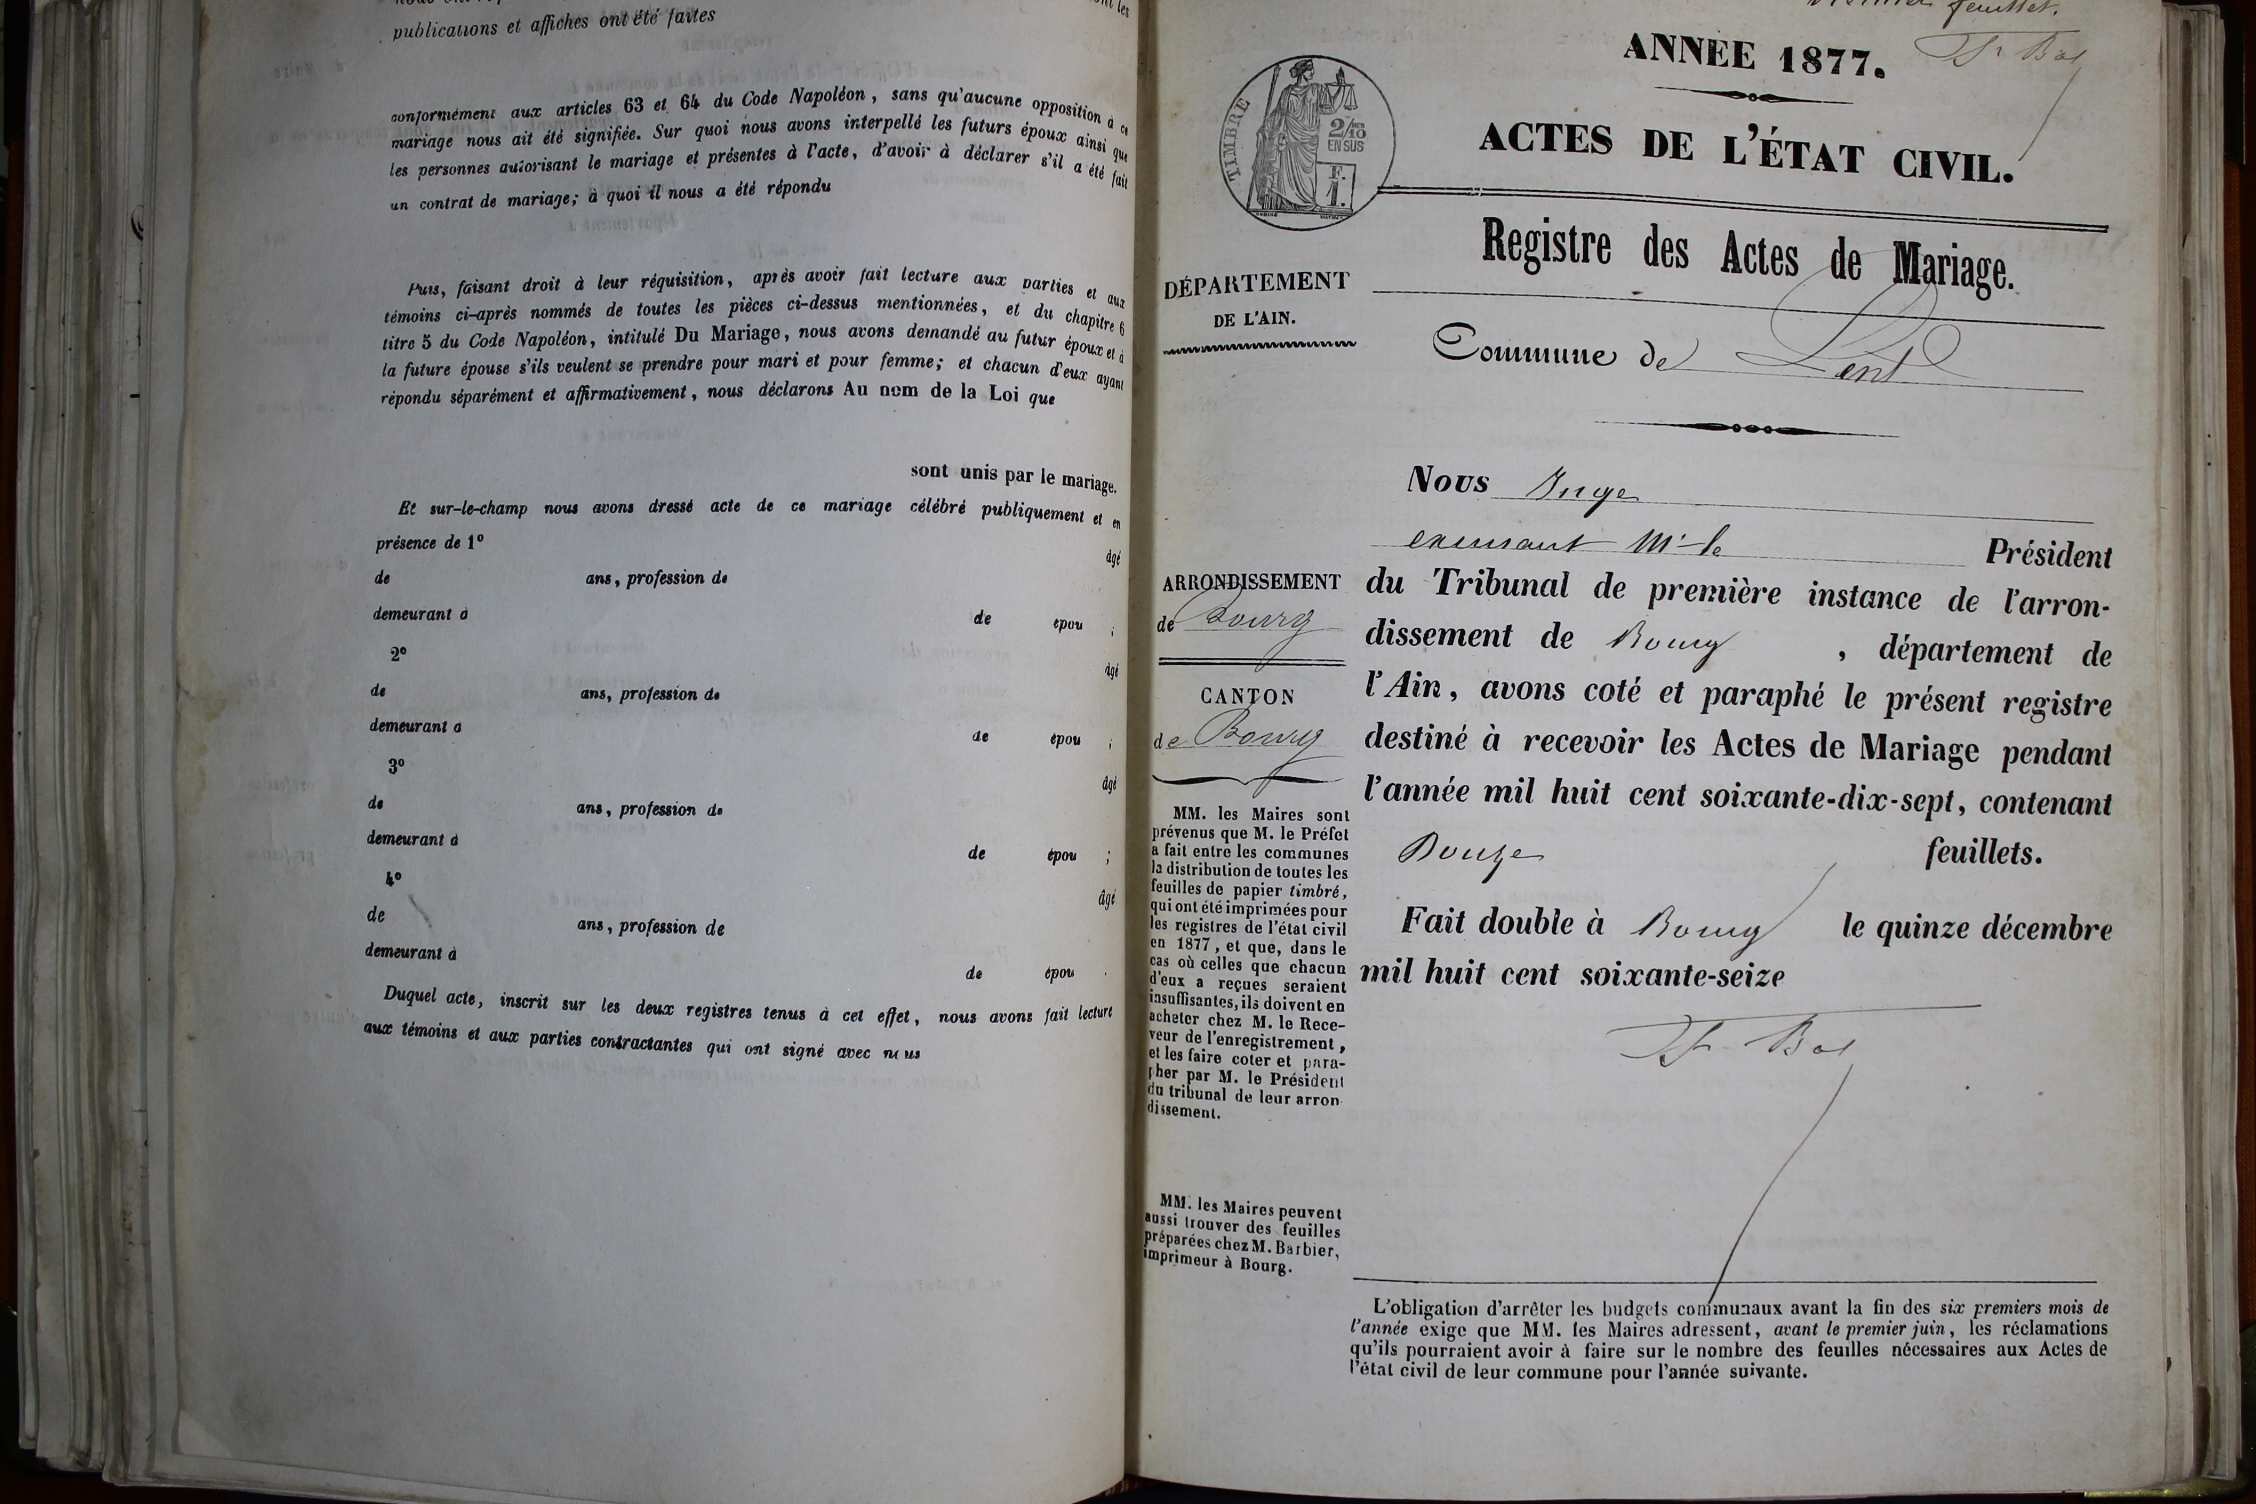 publications et affiches ont été faites
conformément aux articles 63 et 64 du Code Napoléon, sans qu'aucune opposition à ce
mariage nous ait été signifiée. Sur quoi nous avons interpellé les futurs époux ainsi que
les personnes autorisant le mariage et présentes à l'acte, d'avoir à déclarer s'il a été fait
un contrat de mariage; à quoi il nous a été répondu
Puis, faisant droit à leur réquisition, après avoir fait lecture aux parties et aux
témoins ci-après nommés de toutes les pièces ci-dessus mentionnées, et du chapitre 6
titre 5 du Code Napoléon, intitulé Du Mariage, nous avons demandé au futur époux et à
la future épouse s'ils veulent se prendre pour mari et pour femme; et chacun d'eux ayant
répondu séparément et affirmativement, nous déclarons Au nom de la Loi que
sont unis par le mariage.
Et sur-le-champ nous avons dressé acte de ce mariage célébré publiquement et en
présence de 1º âgé
de ans, profession de
demeurant à de épou ;
2º âgé
de ans, profession de
demeurant à de épou ;
3º âgé
de ans, profession de
demeurant à de épou ;
4º âgé
de ans, profession de
demeurant à de épou .
Duquel acte, inscrit sur les deux registres tenus à cet effet, nous avons fait lecture
aux témoins et aux parties contractantes qui ont signé avec nous
feuillet.
ANNÉE 1877.
ACTES DE L'ÉTAT CIVIL.
TIMBRE
2/10
EN SUS
F.
1.
Registre des Actes de Mariage.
DÉPARTEMENT
DE L'AIN.
Commune de Lent
Nous Juge
M. le Président
du Tribunal de première instance de l'arron-
dissement de Bourg , département de
l'Ain, avons coté et paraphé le présent registre
destiné à recevoir les Actes de Mariage pendant
l'année mil huit cent soixante-dix-sept, contenant
Douze feuillets.
Fait double à Bourg le quinze décembre
mil huit cent soixante-seize
ARRONDISSEMENT
de Bourg
CANTON
de Bourg
MM. les Maires sont
prévenus que M. le Préfet
a fait entre les communes
la distribution de toutes les
feuilles de papier timbré,
qui ont été imprimées pour
les registres de l'état civil
en 1877, et que, dans le
cas où celles que chacun
d'eux a reçues seraient
insuffisantes, ils doivent en
acheter chez M. le Rece-
veur de l'enregistrement,
et les faire coter et para-
pher par M. le Président
du tribunal de leur arron
dissement.
MM. les Maires peuvent
aussi trouver des feuilles
préparées chez M. Barbier,
imprimeur à Bourg.
L'obligation d'arrêter les budgets communaux avant la fin des six premiers mois de
l'année exige que MM. les Maires adressent, avant le premier juin, les réclamations
qu'ils pourraient avoir à faire sur le nombre des feuilles nécessaires aux Actes de
l'état civil de leur commune pour l'année suivante.